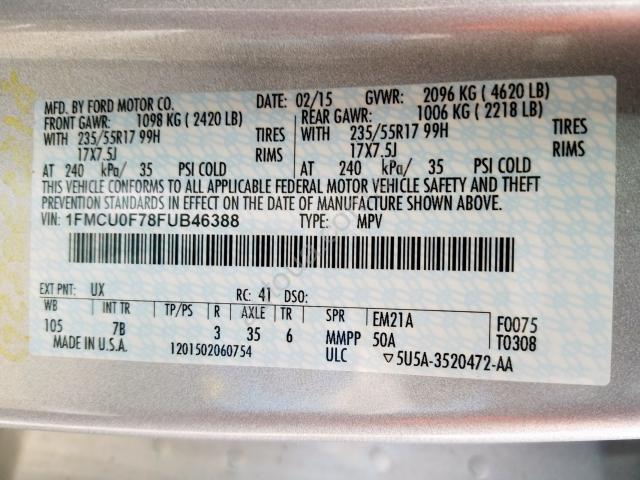 MFD. BY FORD MOTOR CO. DATE: 02/15 GVWR: 2096 KG ( 4620 LB)
FRONT GAWR: 1098 KG ( 2420 LB) REAR GAWR: 1006 KG ( 2218 LB)
WITH 235/55R17 99H TIRES WITH 235/55R17 99H TIRES
17X7.5J RIMS 17X7.5J RIMS
AT 240 kPa/ 35 PSI COLD AT 240 kPa/ 35 PSI COLD
THIS VEHICLE CONFORMS TO ALL APPLICABLE FEDERAL MOTOR VEHICLE SAFETY AND THEFT
PREVENTION STANDARDS IN EFFECT ON THE DATE OF MANUFACTURE SHOWN ABOVE.
VIN: 1FMCU0F78FUB46388 TYPE: MPV
EXT PNT: UX RC: 41 DSO:
WB INT TR TP/PS R AXLE TR SPR EM21A F0075
105 7B 3 35 6 MMPP 50A T0308
MADE IN U.S.A. 1201502060754 ULC 5U5A-3520472-AA